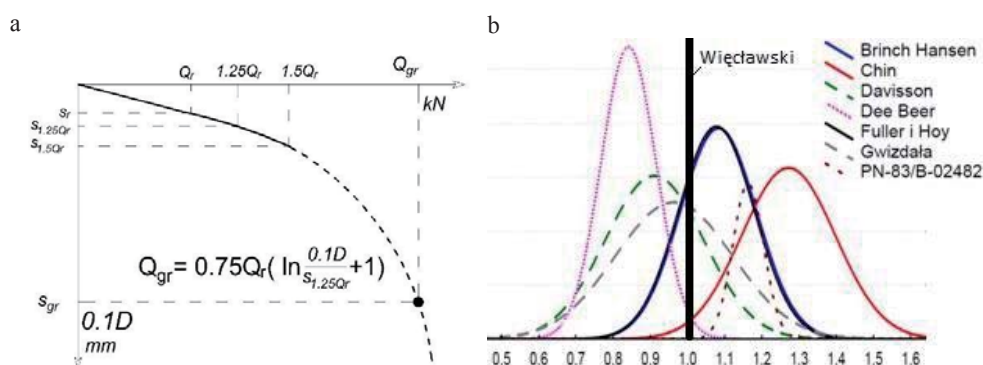 a
Qr 1.25Qr 1.5Qr Qgr
kN
sr
s1.25Qr
s1.5Qr
Qgr= 0.75Qr( ln 0.1D/s1.25Qr +1)
sgr
0.1D
mm
b
Więcławski
Brinch Hansen
Chin
Davisson
Dee Beer
Fuller i Hoy
Gwizdała
PN-83/B-02482
0.5 0.6 0.7 0.8 0.9 1.0 1.1 1.2 1.3 1.4 1.5 1.6